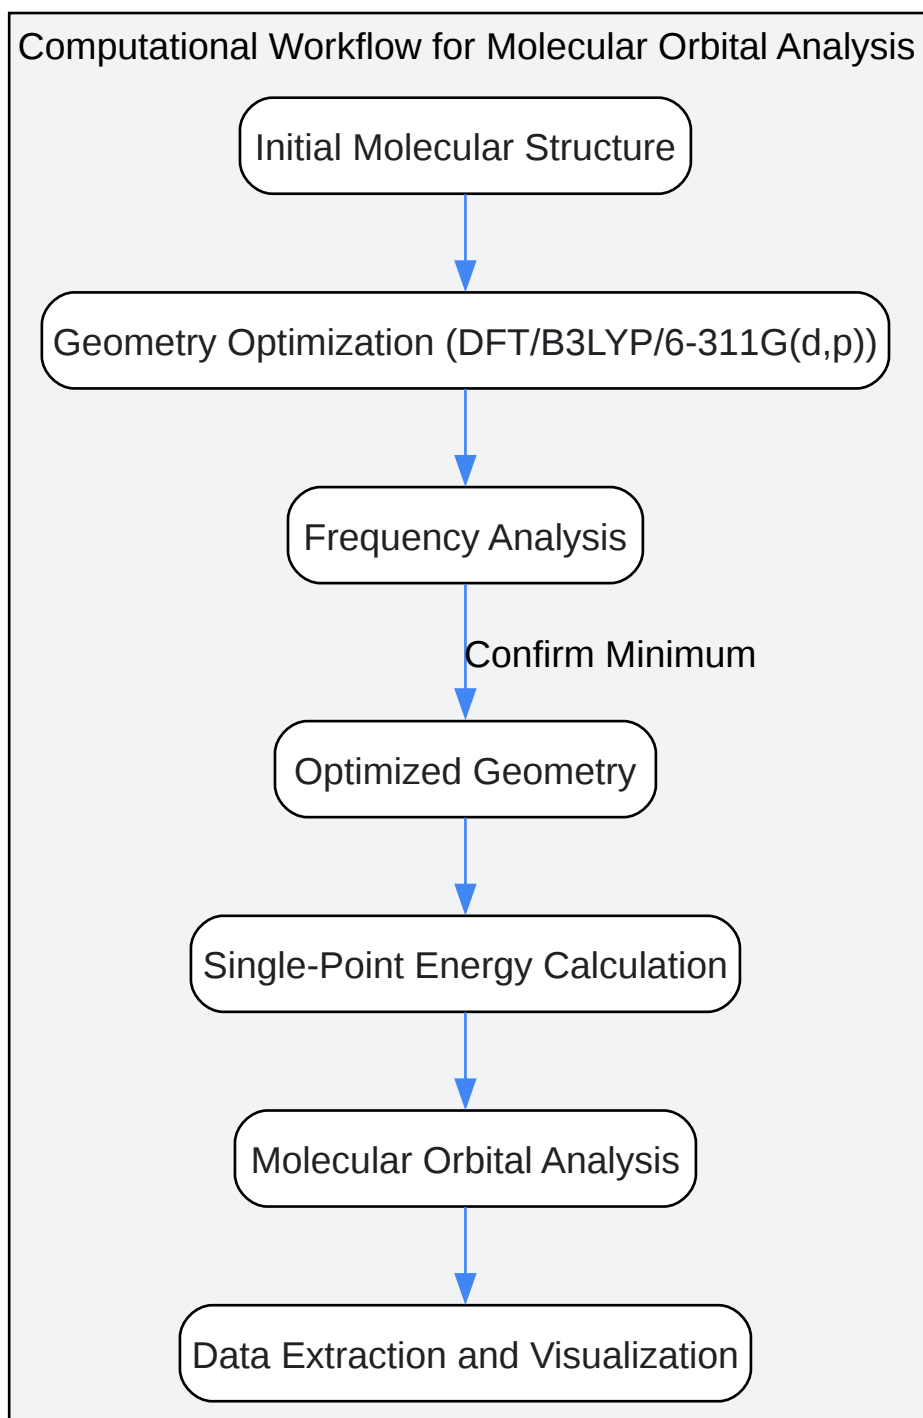 Computational Workflow for Molecular Orbital Analysis
Initial Molecular Structure
Geometry Optimization (DFT/B3LYP/6-311G(d,p))
Frequency Analysis
Confirm Minimum
Optimized Geometry
Single-Point Energy Calculation
Molecular Orbital Analysis
Data Extraction and Visualization